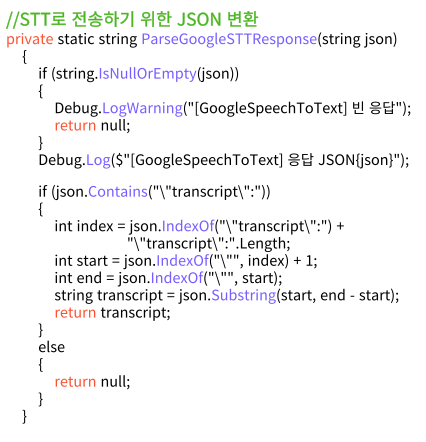 //STT로 전송하기 위한 JSON 변환
private static string ParseGoogleSTTResponse(string json)
{
if (string.IsNullOrEmpty(json))
{
Debug.LogWarning("[GoogleSpeechToText] 빈 응답");
return null;
}
Debug.Log($"[GoogleSpeechToText] 응답 JSON{json}");
if (json.Contains("\"transcript\":"))
{
int index = json.IndexOf("\"transcript\":") +
"\"transcript\":".Length;
int start = json.IndexOf("\"", index) + 1;
int end = json.IndexOf("\"", start);
string transcript = json.Substring(start, end - start);
return transcript;
}
else
{
return null;
}
}